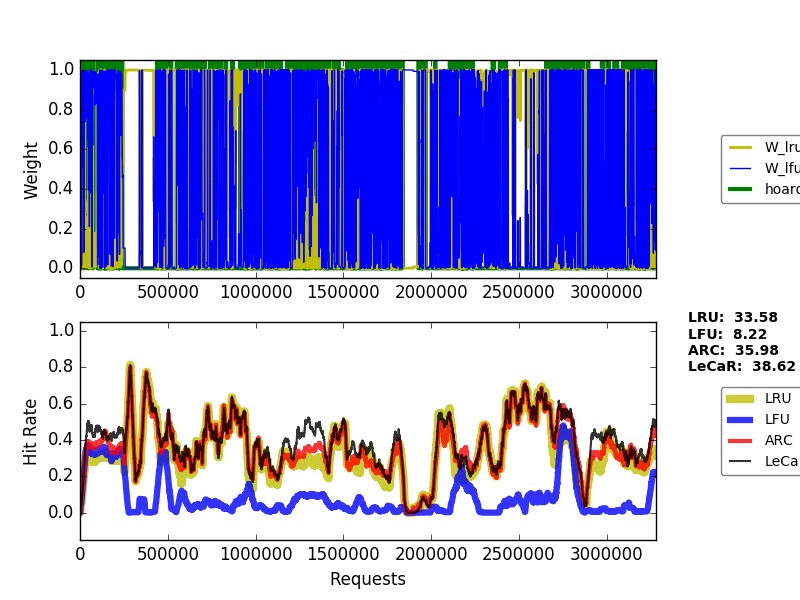 Weight
1.0
0.8
0.6
0.4
0.2
0.0
0 500000 1000000 1500000 2000000 2500000 3000000
W_lru
W_lfu
hoard
LRU: 33.58
LFU: 8.22
ARC: 35.98
LeCaR: 38.62
Hit Rate
1.0
0.8
0.6
0.4
0.2
0.0
0 500000 1000000 1500000 2000000 2500000 3000000
Requests
LRU
LFU
ARC
LeCa